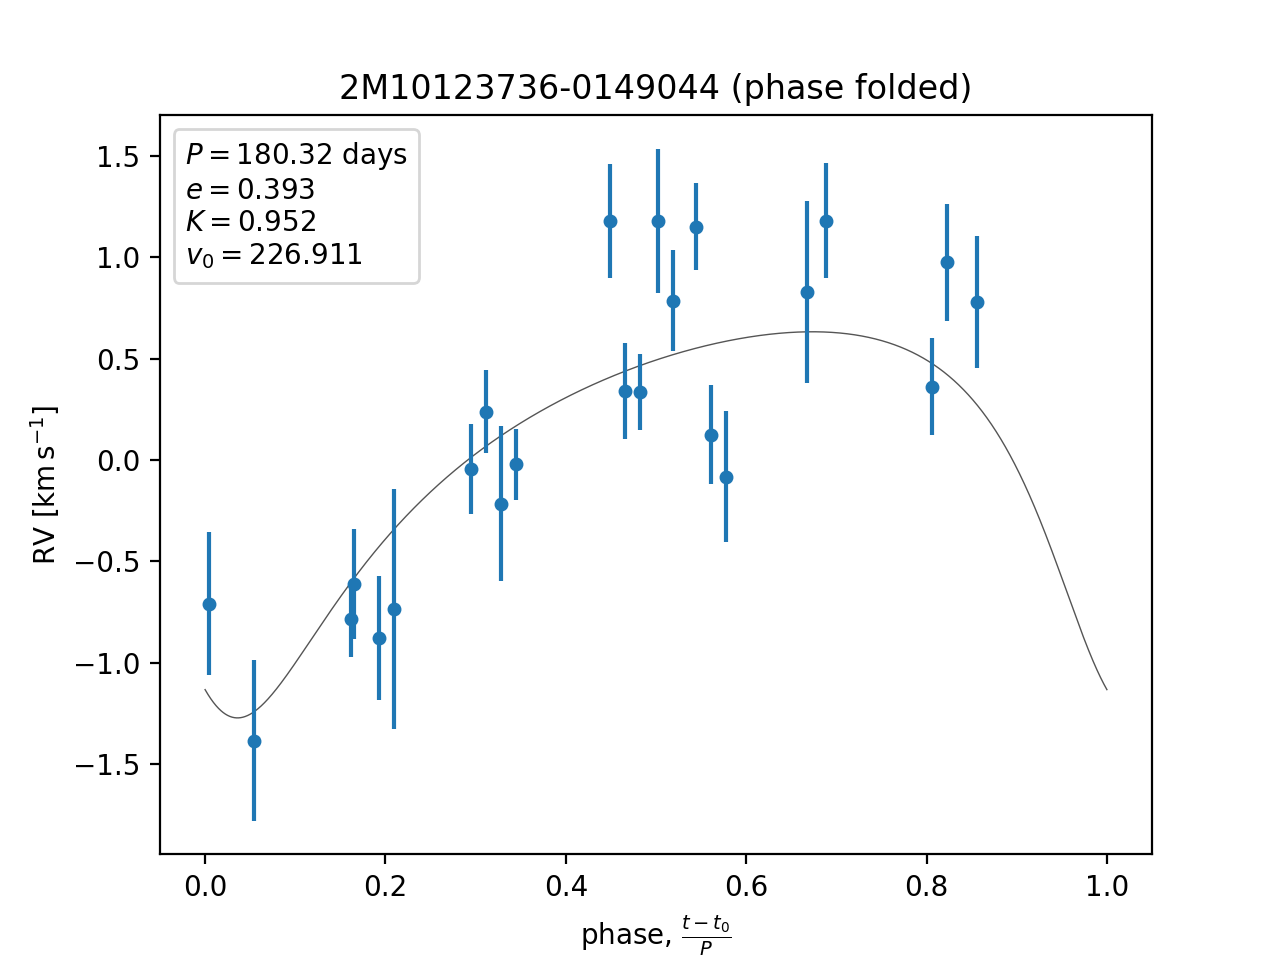 2M10123736-0149044 (phase folded)
P = 180.32 days
e = 0.393
K = 0.952
v₀ = 226.911
1.5
1.0
0.5
0.0
−0.5
−1.0
−1.5
RV [km s⁻¹]
0.0 0.2 0.4 0.6 0.8 1.0
phase, (t − t₀)/P